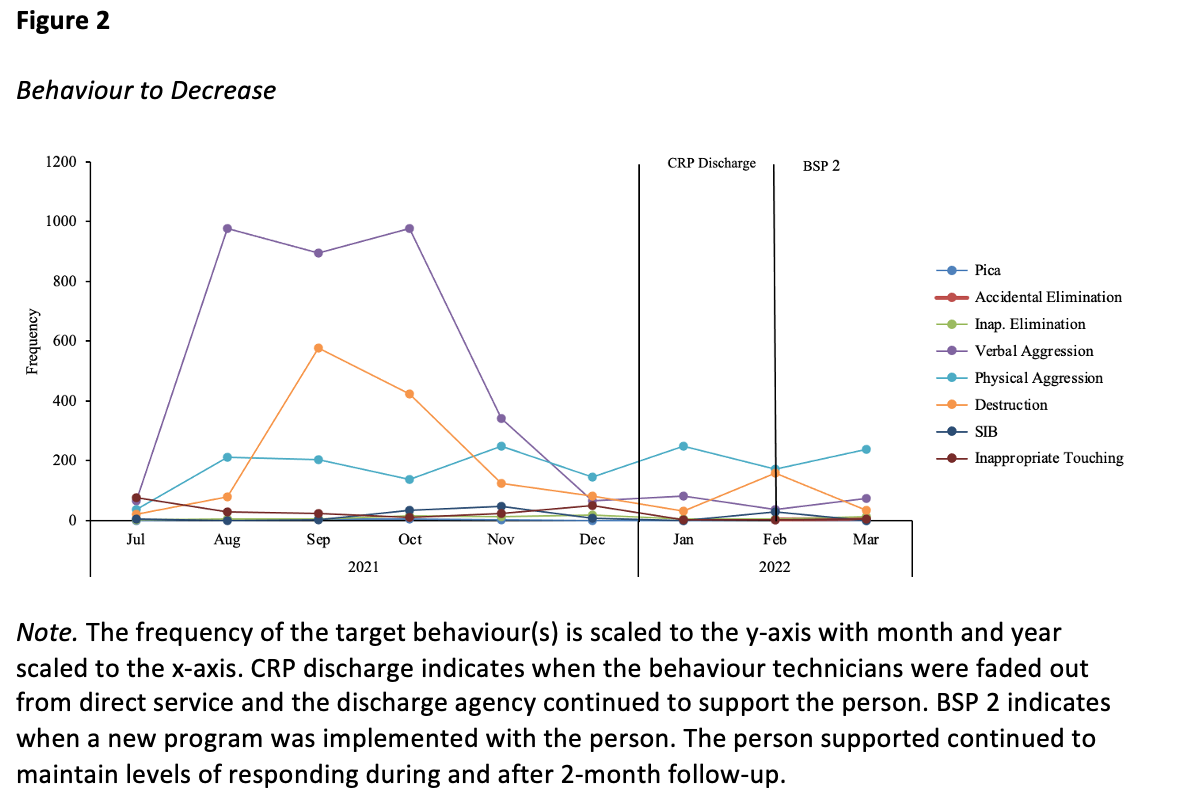 Figure 2
Behaviour to Decrease
1200
1000
800
600
400
200
0
Frequency
CRP Discharge
BSP 2
Jul
Aug
Sep
Oct
Nov
Dec
Jan
Feb
Mar
2021
2022
Pica
Accidental Elimination
Inap. Elimination
Verbal Aggression
Physical Aggression
Destruction
SIB
Inappropriate Touching
Note. The frequency of the target behaviour(s) is scaled to the y-axis with month and year
scaled to the x-axis. CRP discharge indicates when the behaviour technicians were faded out
from direct service and the discharge agency continued to support the person. BSP 2 indicates
when a new program was implemented with the person. The person supported continued to
maintain levels of responding during and after 2-month follow-up.